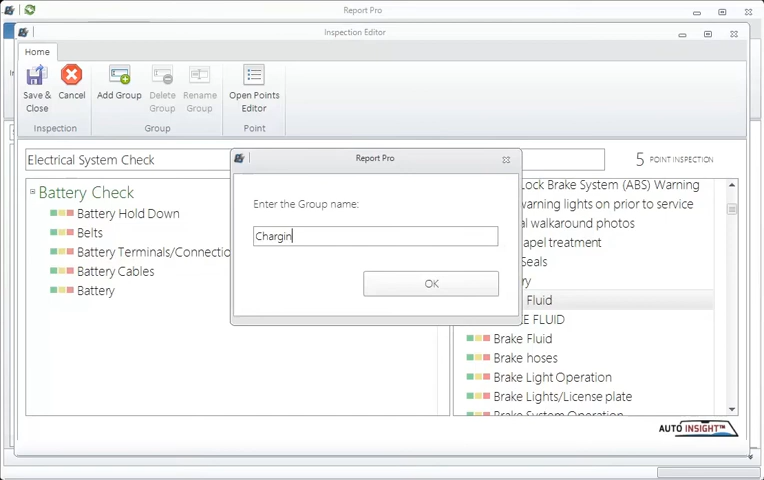 Report Pro
Inspection Editor
Home
Save & Close
Cancel
Add Group
Delete Group
Rename Group
Open Points Editor
Inspection
Group
Point
Electrical System Check
5 POINT INSPECTION
Battery Check
Battery Hold Down
Belts
Battery Terminals/Connectio
Battery Cables
Battery
Report Pro
Enter the Group name:
Chargin
OK
Lock Brake System (ABS) Warning
warning lights on prior to service
al walkaround photos
apel treatment
Seals
ry
Fluid
E FLUID
Brake Fluid
Brake hoses
Brake Light Operation
Brake Lights/License plate
Brake System Operation
AUTO INSIGHT™